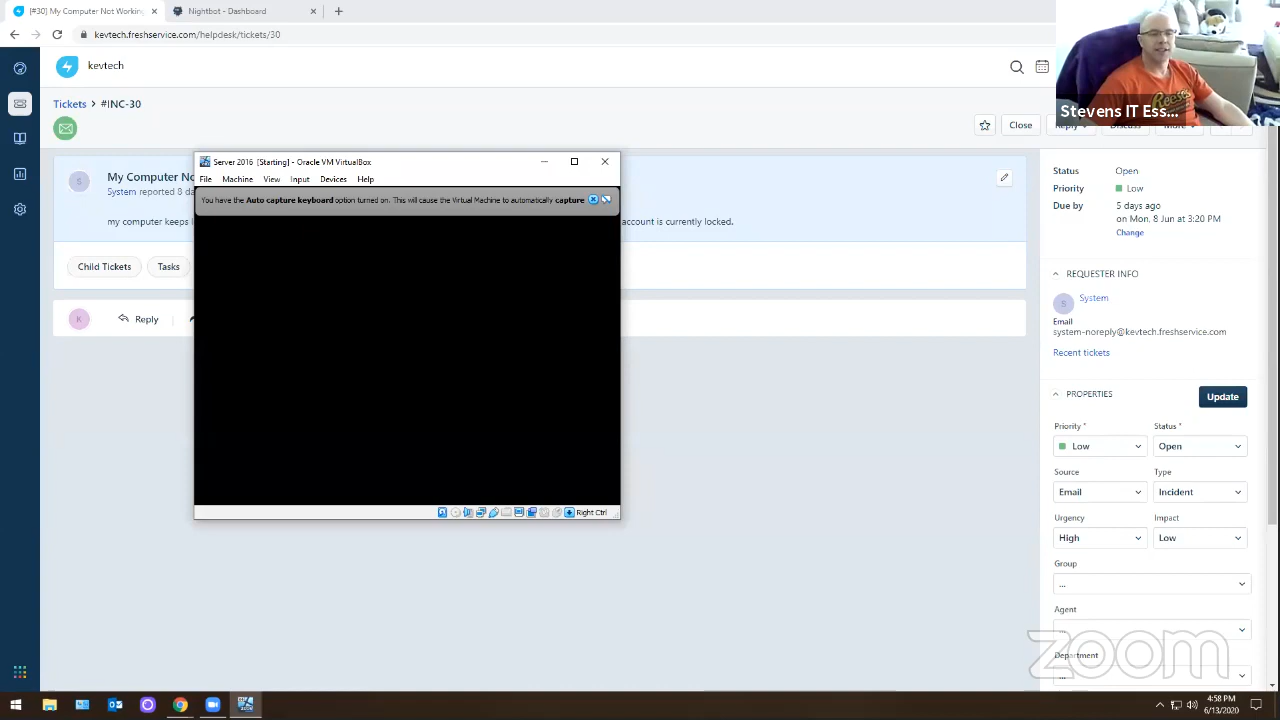 [#30] My Computer Not Working
Nightbot - Dashboard
kevtech.freshservice.com/helpdesk/tickets/30
kevtech
Tickets > #INC-30
Close
Reply
Discuss
More
Reese's
Stevens IT Ess...
Server 2016 [Starting] - Oracle VM VirtualBox
File Machine View Input Devices Help
You have the Auto capture keyboard option turned on. This will cause the Virtual Machine to automatically capture
S
My Computer No
System reported 8 da
my computer keeps l
account is currently locked.
Child Tickets
Tasks
K
Reply
Right Ctrl
Status
Open
Priority
Low
Due by
5 days ago
on Mon. 8 Jun at 3:20 PM
Change
REQUESTER INFO
S
System
Email
system-noreply@kevtech.freshservice.com
Recent tickets
PROPERTIES
Update
Priority * Status *
Low Open
Source Type
Email Incident
Urgency Impact
High Low
Group
...
Agent
...
Department
...
zoom
4:58 PM
6/13/2020